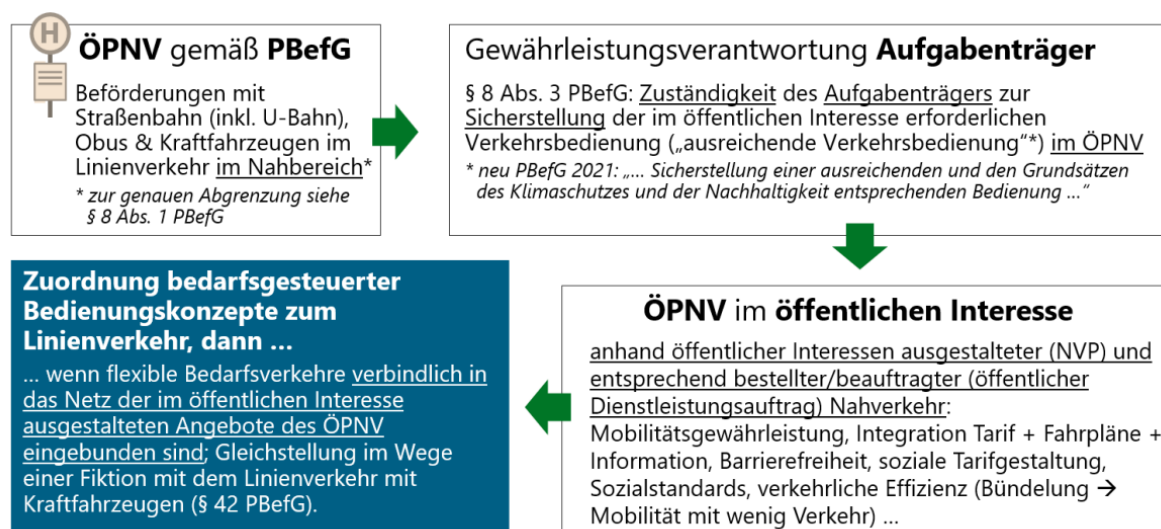 H
ÖPNV gemäß PBefG
Beförderungen mit
Straßenbahn (inkl. U-Bahn),
Obus & Kraftfahrzeugen im
Linienverkehr im Nahbereich*
* zur genauen Abgrenzung siehe
§ 8 Abs. 1 PBefG
Gewährleistungsverantwortung Aufgabenträger
§ 8 Abs. 3 PBefG: Zuständigkeit des Aufgabenträgers zur
Sicherstellung der im öffentlichen Interesse erforderlichen
Verkehrsbedienung („ausreichende Verkehrsbedienung“*) im ÖPNV
* neu PBefG 2021: „... Sicherstellung einer ausreichenden und den Grundsätzen
des Klimaschutzes und der Nachhaltigkeit entsprechenden Bedienung ...“
ÖPNV im öffentlichen Interesse
anhand öffentlicher Interessen ausgestalteter (NVP) und
entsprechend bestellter/beauftragter (öffentlicher
Dienstleistungsauftrag) Nahverkehr:
Mobilitätsgewährleistung, Integration Tarif + Fahrpläne +
Information, Barrierefreiheit, soziale Tarifgestaltung,
Sozialstandards, verkehrliche Effizienz (Bündelung →
Mobilität mit wenig Verkehr) ...
Zuordnung bedarfsgesteuerter
Bedienungskonzepte zum
Linienverkehr, dann ...
... wenn flexible Bedarfsverkehre verbindlich in
das Netz der im öffentlichen Interesse
ausgestalteten Angebote des ÖPNV
eingebunden sind; Gleichstellung im Wege
einer Fiktion mit dem Linienverkehr mit
Kraftfahrzeugen (§ 42 PBefG).